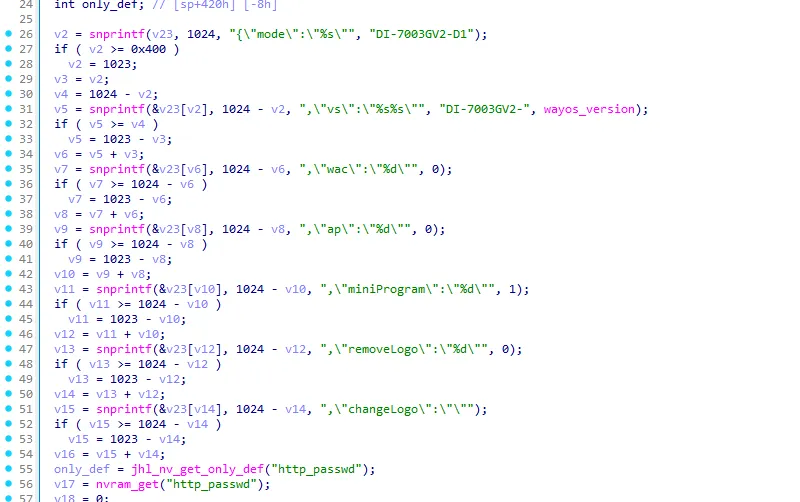 24 int only_def; // [sp+420h] [-8h]
25
26 v2 = snprintf(v23, 1024, "{\"mode\":\"%s\"", "DI-7003GV2-D1");
27 if ( v2 >= 0x400 )
28 v2 = 1023;
29 v3 = v2;
30 v4 = 1024 - v2;
31 v5 = snprintf(&v23[v2], 1024 - v2, ",\"vs\":\"%s%s\"", "DI-7003GV2-", wayos_version);
32 if ( v5 >= v4 )
33 v5 = 1023 - v3;
34 v6 = v5 + v3;
35 v7 = snprintf(&v23[v6], 1024 - v6, ",\"wac\":\"%d\"", 0);
36 if ( v7 >= 1024 - v6 )
37 v7 = 1023 - v6;
38 v8 = v7 + v6;
39 v9 = snprintf(&v23[v8], 1024 - v8, ",\"ap\":\"%d\"", 0);
40 if ( v9 >= 1024 - v8 )
41 v9 = 1023 - v8;
42 v10 = v9 + v8;
43 v11 = snprintf(&v23[v10], 1024 - v10, ",\"miniProgram\":\"%d\"", 1);
44 if ( v11 >= 1024 - v10 )
45 v11 = 1023 - v10;
46 v12 = v11 + v10;
47 v13 = snprintf(&v23[v12], 1024 - v12, ",\"removeLogo\":\"%d\"", 0);
48 if ( v13 >= 1024 - v12 )
49 v13 = 1023 - v12;
50 v14 = v13 + v12;
51 v15 = snprintf(&v23[v14], 1024 - v14, ",\"changeLogo\":\"\"");
52 if ( v15 >= 1024 - v14 )
53 v15 = 1023 - v14;
54 v16 = v15 + v14;
55 only_def = jhl_nv_get_only_def("http_passwd");
56 v17 = nvram_get("http_passwd");
57 v18 = 0;